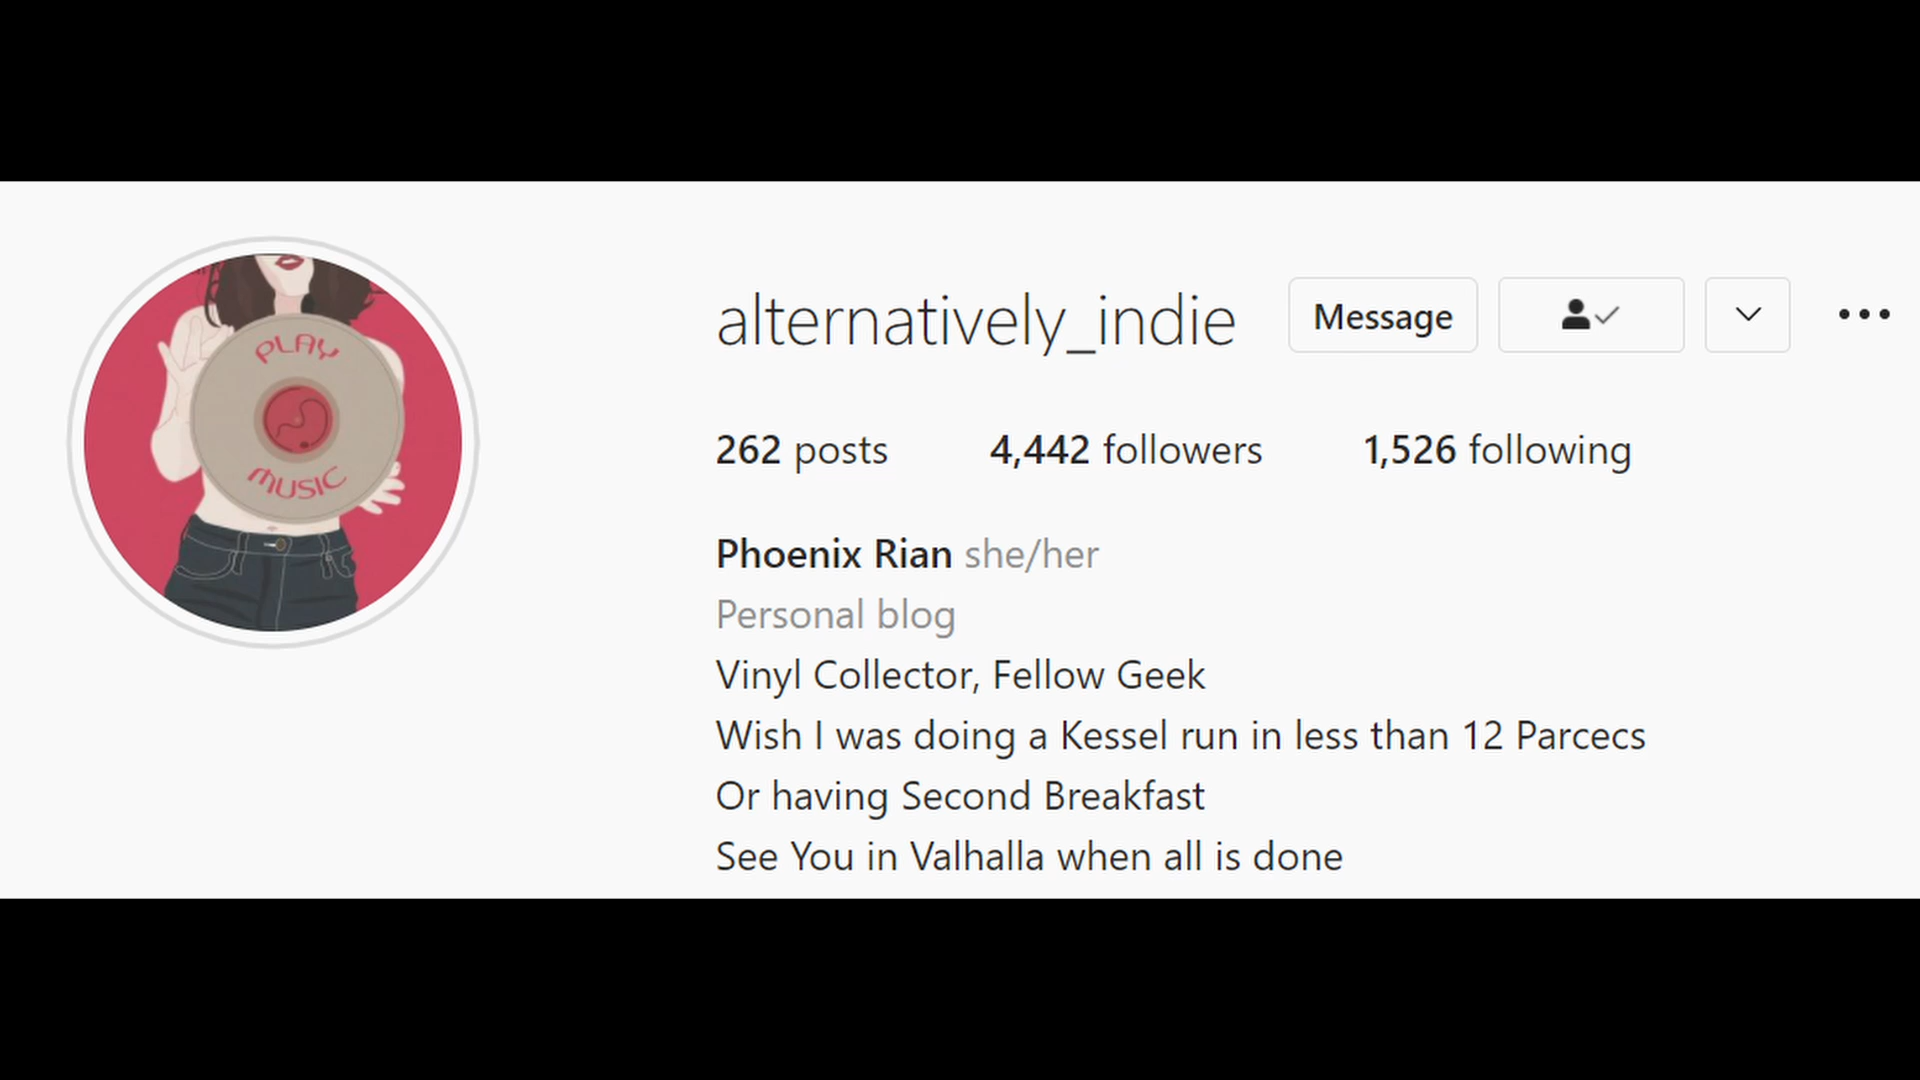 PLAY
MUSIC
alternatively_indie Message
262 posts 4,442 followers 1,526 following
Phoenix Rian she/her
Personal blog
Vinyl Collector, Fellow Geek
Wish I was doing a Kessel run in less than 12 Parcecs
Or having Second Breakfast
See You in Valhalla when all is done